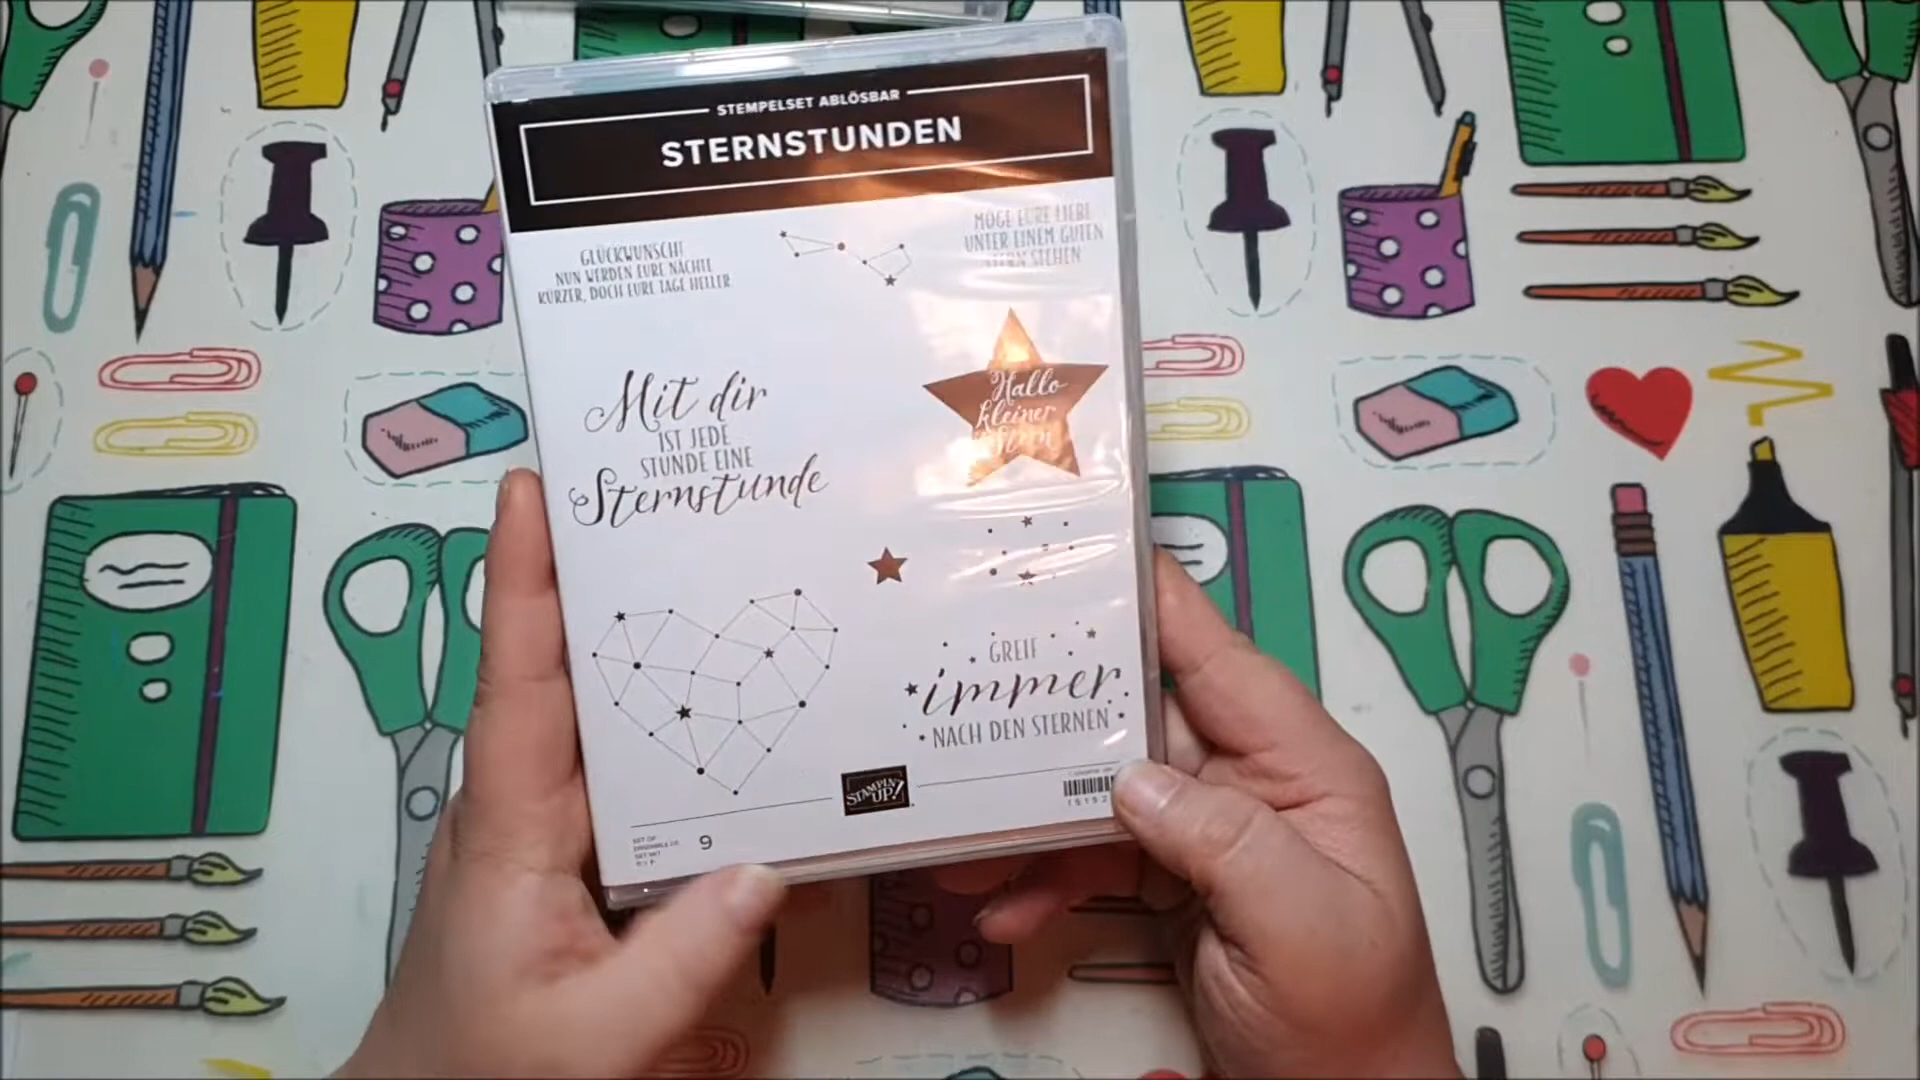 STEMPELSET ABLÖSBAR
STERNSTUNDEN
GLÜCKWUNSCH!
NUN WERDEN EURE NÄCHTE
KÜRZER, DOCH EURE TAGE HELLER
MÖGE EURE LIEBE
UNTER EINEM GUTEN
STERN STEHEN
Mit dir
IST JEDE
STUNDE EINE
Sternstunde
Hallo
kleiner
Stern
GREIF
immer
NACH DEN STERNEN
STAMPIN'
UP!
SET OF
9